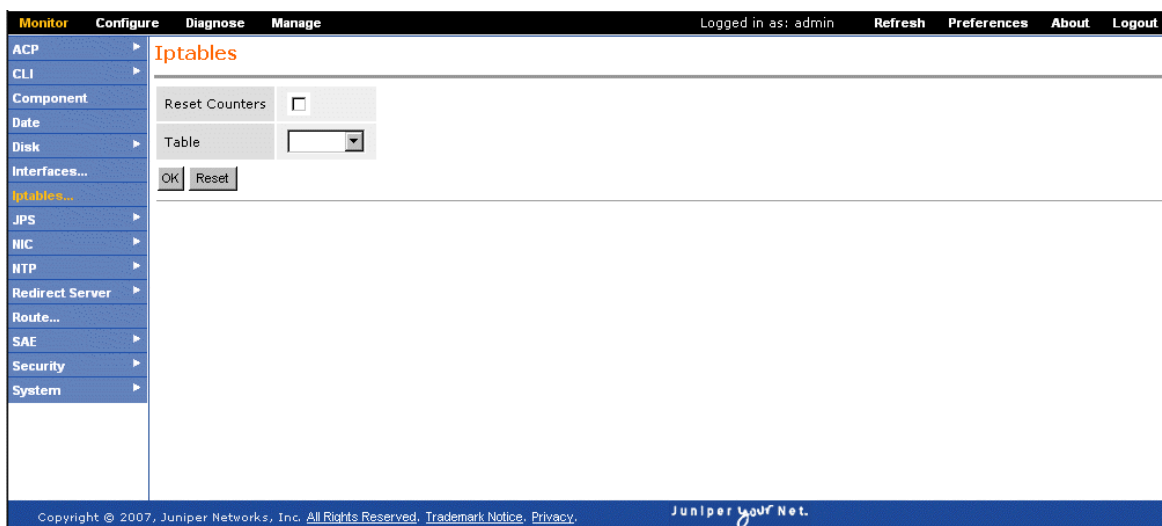 Monitor Configure Diagnose Manage Logged in as: admin Refresh Preferences About Logout
ACP
CLI
Component
Date
Disk
Interfaces...
Iptables...
JPS
NIC
NTP
Redirect Server
Route...
SAE
Security
System
Iptables
Reset Counters
Table
OK Reset
Copyright © 2007, Juniper Networks, Inc. All Rights Reserved. Trademark Notice. Privacy.
Juniper your Net.